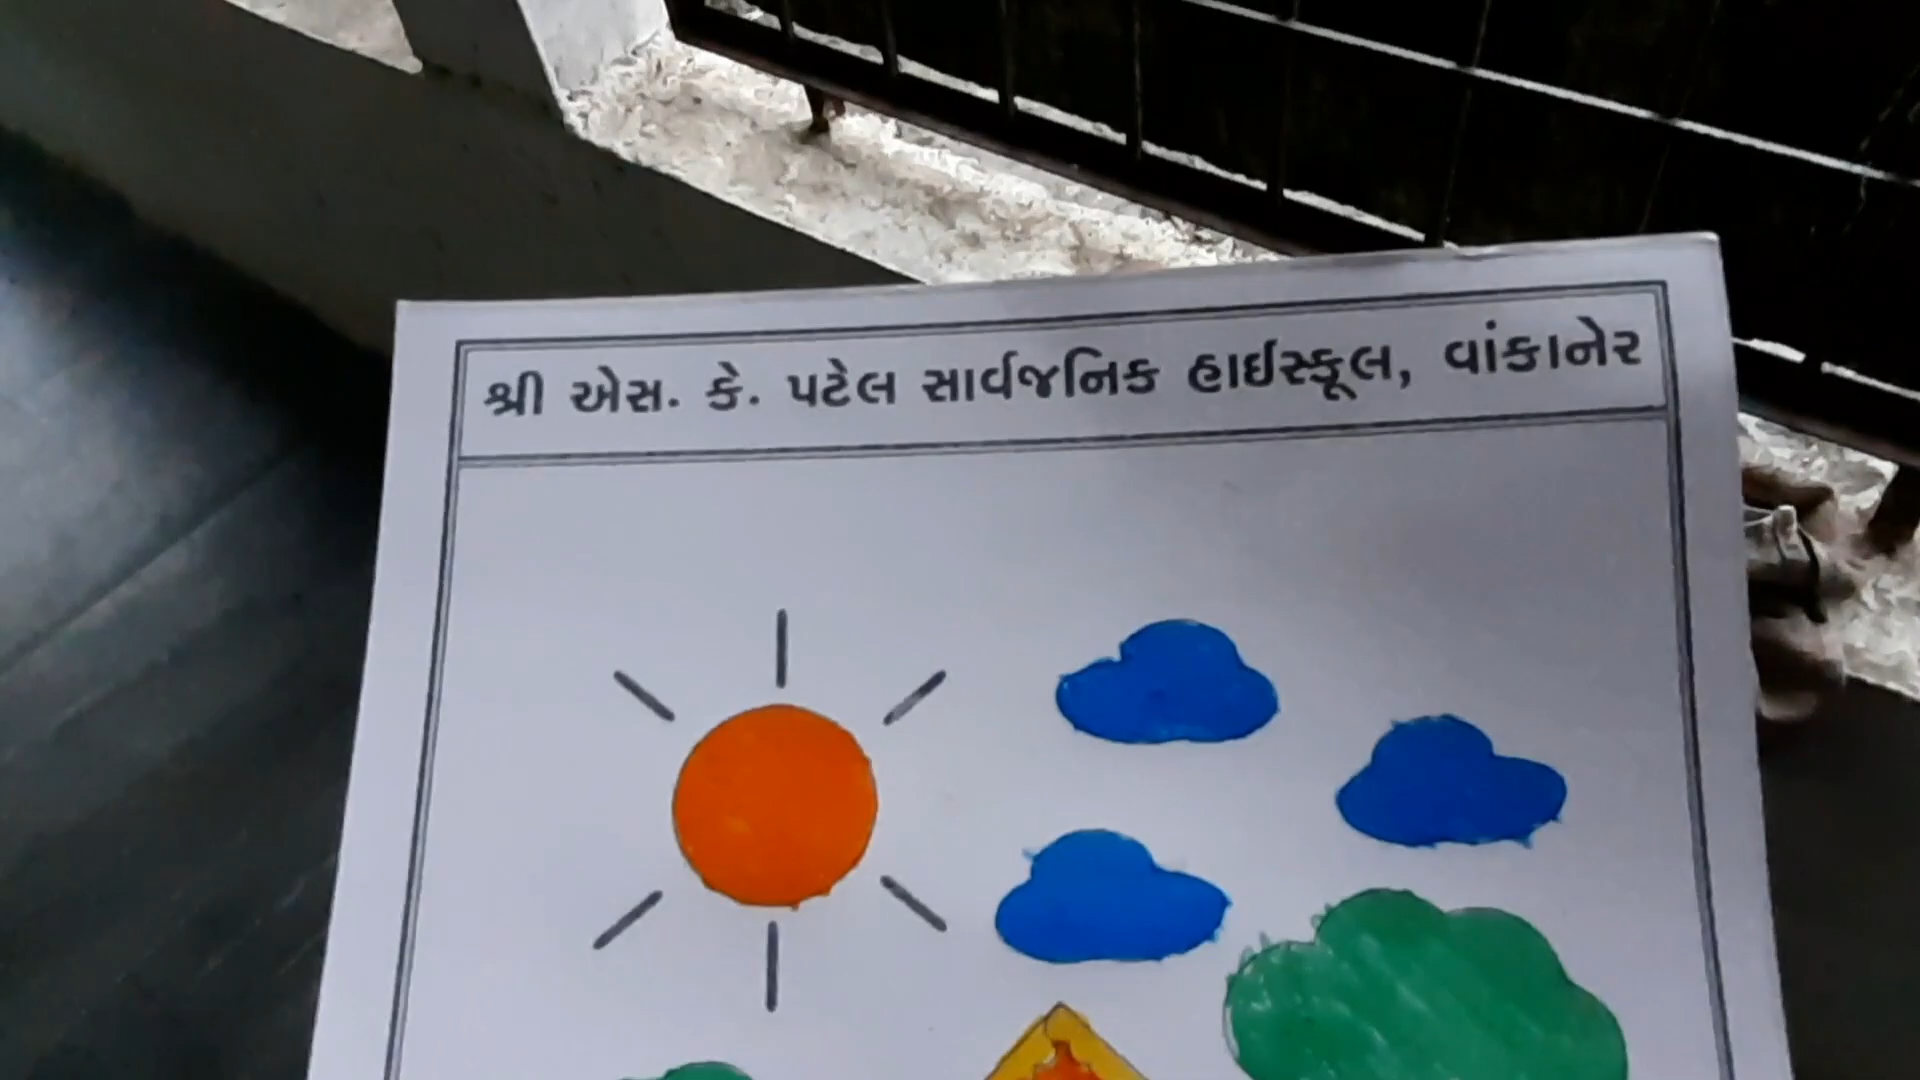 શ્રી એસ. કે. પટેલ સાર્વજનિક હાઈસ્કૂલ, વાંકાનેર